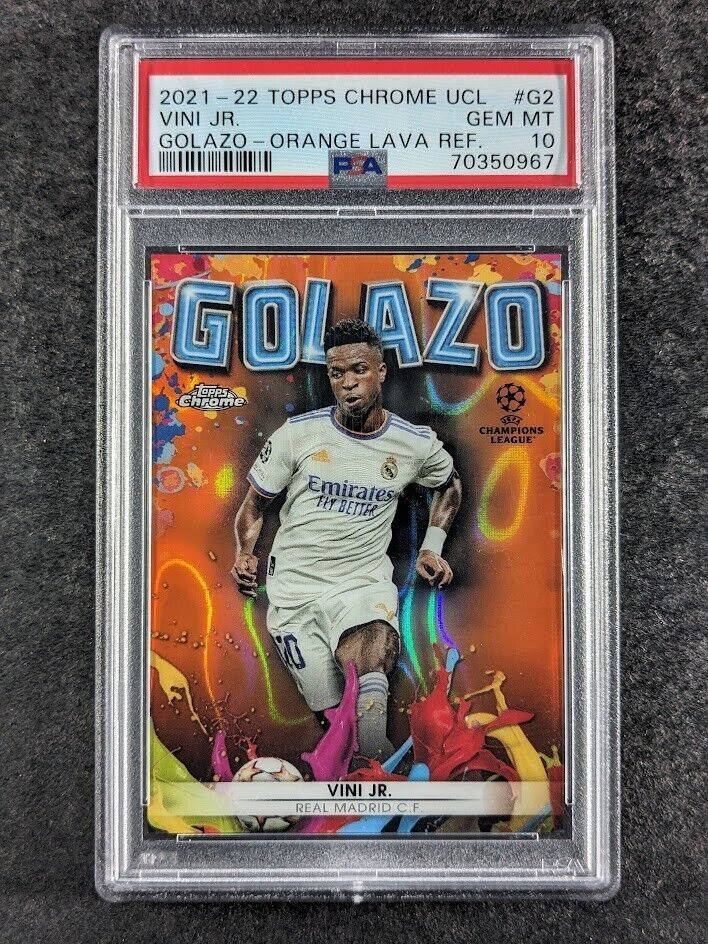 2021-22 TOPPS CHROME UCL #G2
VINI JR. GEM MT
GOLAZO-ORANGE LAVA REF. 10
PSA 70350967
GOLAZO
Topps
Chrome
UEFA
CHAMPIONS
LEAGUE
Emirates
FLY BETTER
VINI JR.
REAL MADRID C.F.